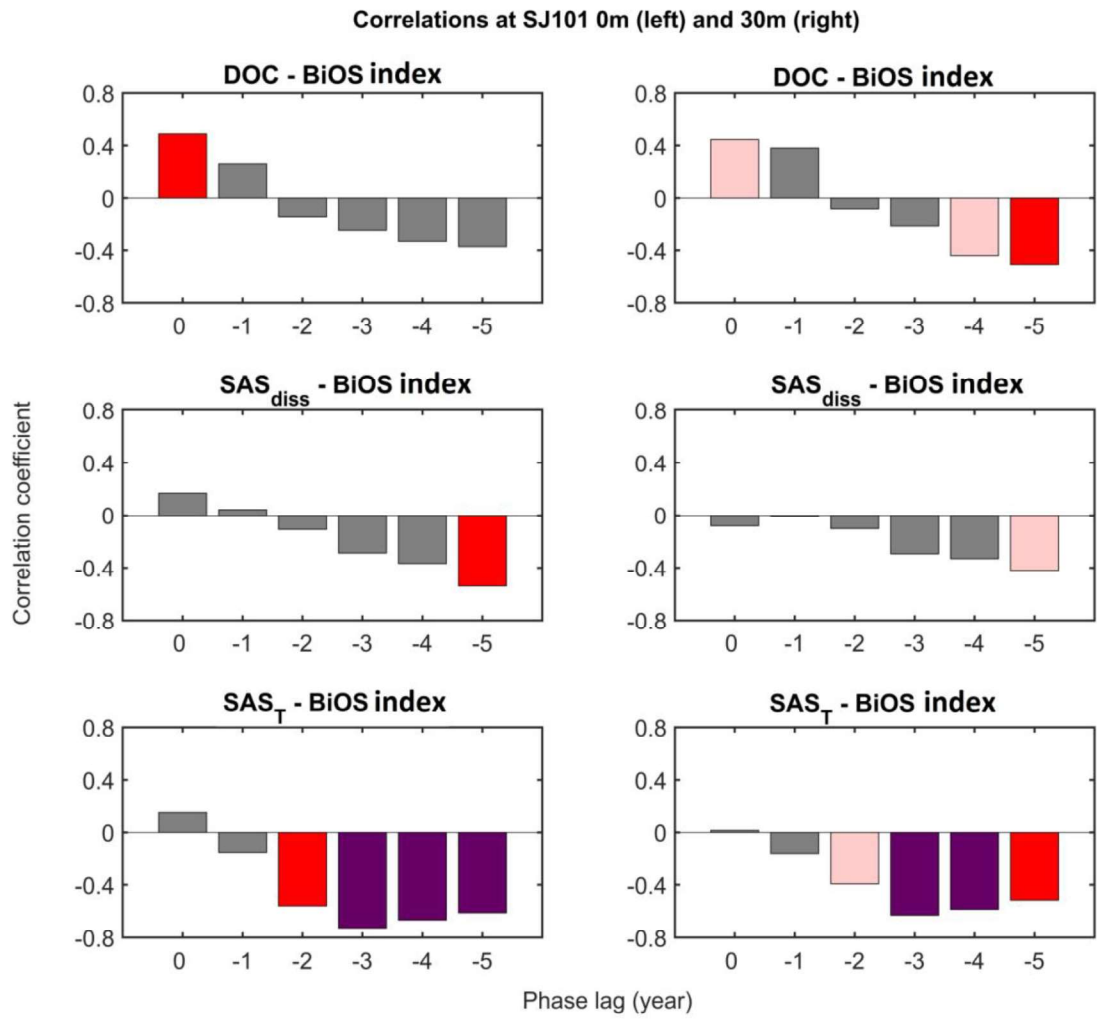 Correlations at SJ101 0m (left) and 30m (right)
DOC - BiOS index
0.8
0.4
0
-0.4
-0.8
0 -1 -2 -3 -4 -5
DOC - BiOS index
0.8
0.4
0
-0.4
-0.8
0 -1 -2 -3 -4 -5
Correlation coefficient
SAS_diss - BiOS index
0.8
0.4
0
-0.4
-0.8
0 -1 -2 -3 -4 -5
SAS_diss - BiOS index
0.8
0.4
0
-0.4
-0.8
0 -1 -2 -3 -4 -5
SAS_T - BiOS index
0.8
0.4
0
-0.4
-0.8
0 -1 -2 -3 -4 -5
SAS_T - BiOS index
0.8
0.4
0
-0.4
-0.8
0 -1 -2 -3 -4 -5
Phase lag (year)